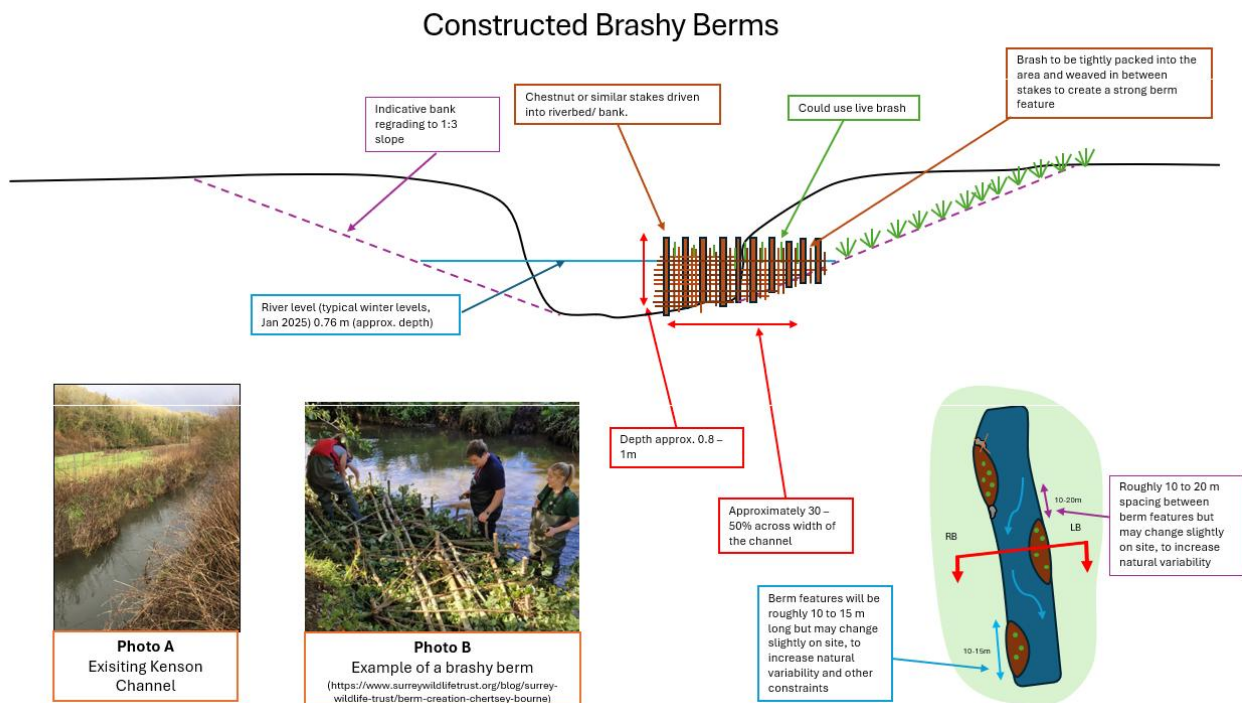 Constructed Brashy Berms
Indicative bank
regrading to 1:3
slope
Chestnut or similar stakes driven
into riverbed/ bank.
Could use live brash
Brash to be tightly packed into the
area and weaved in between
stakes to create a strong berm
feature
River level (typical winter levels,
Jan 2025) 0.76 m (approx. depth)
Depth approx. 0.8 –
1m
Approximately 30 –
50% across width of
the channel
Photo A
Exisiting Kenson
Channel
Photo B
Example of a brashy berm
(https://www.surreywildlifetrust.org/blog/surrey-
wildlife-trust/berm-creation-chertsey-bourne)
10-20m
RB
LB
10-15m
Roughly 10 to 20 m
spacing between
berm features but
may change slightly
on site, to increase
natural variability
Berm features will be
roughly 10 to 15 m
long but may change
slightly on site, to
increase natural
variability and other
constraints